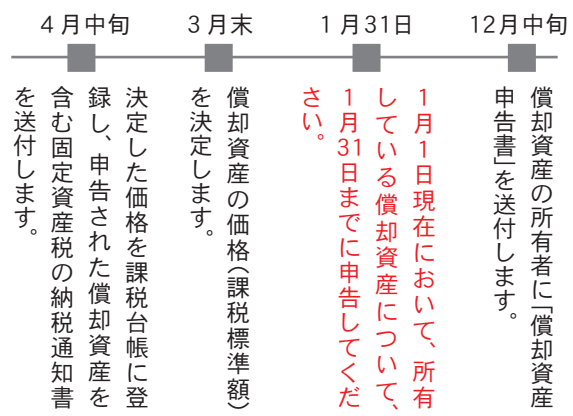 12月中旬
償却資産の所有者に「償却資産
申告書」を送付します。
1月31日
1月1日現在において、所有
している償却資産について、
1月31日までに申告してくだ
さい。
3月末
償却資産の価格(課税標準額)
を決定します。
4月中旬
決定した価格を課税台帳に登
録し、申告された償却資産を
含む固定資産税の納税通知書
を送付します。